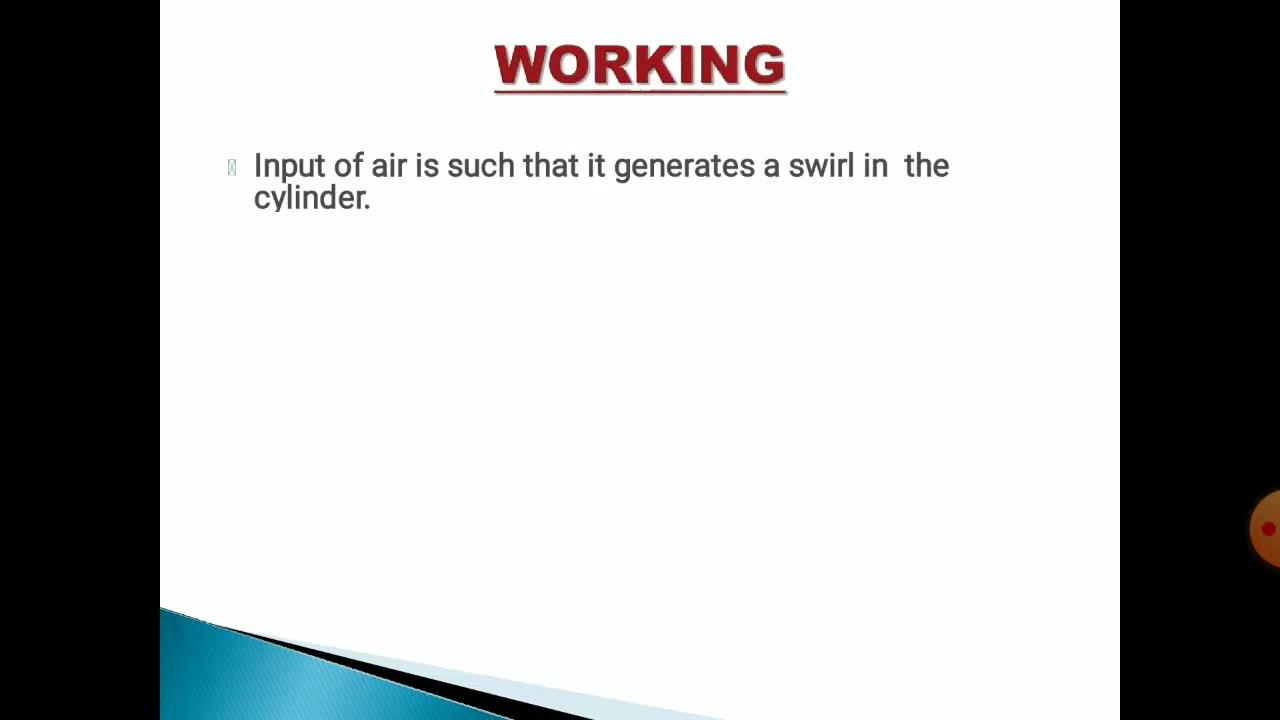 WORKING
Input of air is such that it generates a swirl in  the
cylinder.